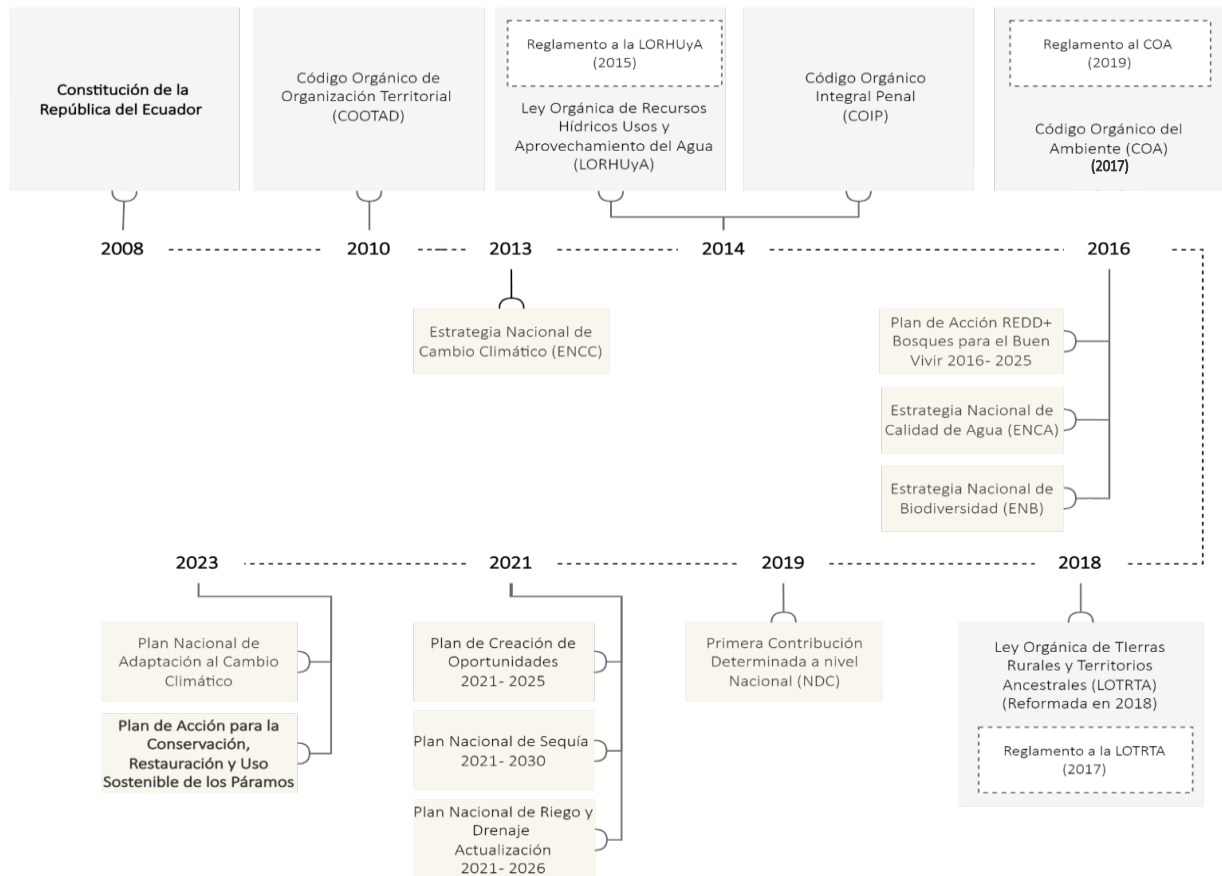 Constitución de la
República del Ecuador
Código Orgánico de
Organización Territorial
(COOTAD)
Reglamento a la LORHUyA
(2015)
Ley Orgánica de Recursos
Hídricos Usos y
Aprovechamiento del Agua
(LORHUyA)
Código Orgánico
Integral Penal
(COIP)
Reglamento al COA
(2019)
Código Orgánico del
Ambiente (COA)
(2017)
2008
2010
2013
2014
2016
Estrategia Nacional de
Cambio Climático (ENCC)
Plan de Acción REDD+
Bosques para el Buen
Vivir 2016- 2025
Estrategia Nacional de
Calidad de Agua (ENCA)
Estrategia Nacional de
Biodiversidad (ENB)
2023
2021
2019
2018
Plan Nacional de
Adaptación al Cambio
Climático
Plan de Acción para la
Conservación,
Restauración y Uso
Sostenible de los Páramos
Plan de Creación de
Oportunidades
2021- 2025
Plan Nacional de Sequía
2021- 2030
Plan Nacional de Riego y
Drenaje
Actualización
2021- 2026
Primera Contribución
Determinada a nivel
Nacional (NDC)
Ley Orgánica de TIerras
Rurales y Territorios
Ancestrales (LOTRTA)
(Reformada en 2018)
Reglamento a la LOTRTA
(2017)